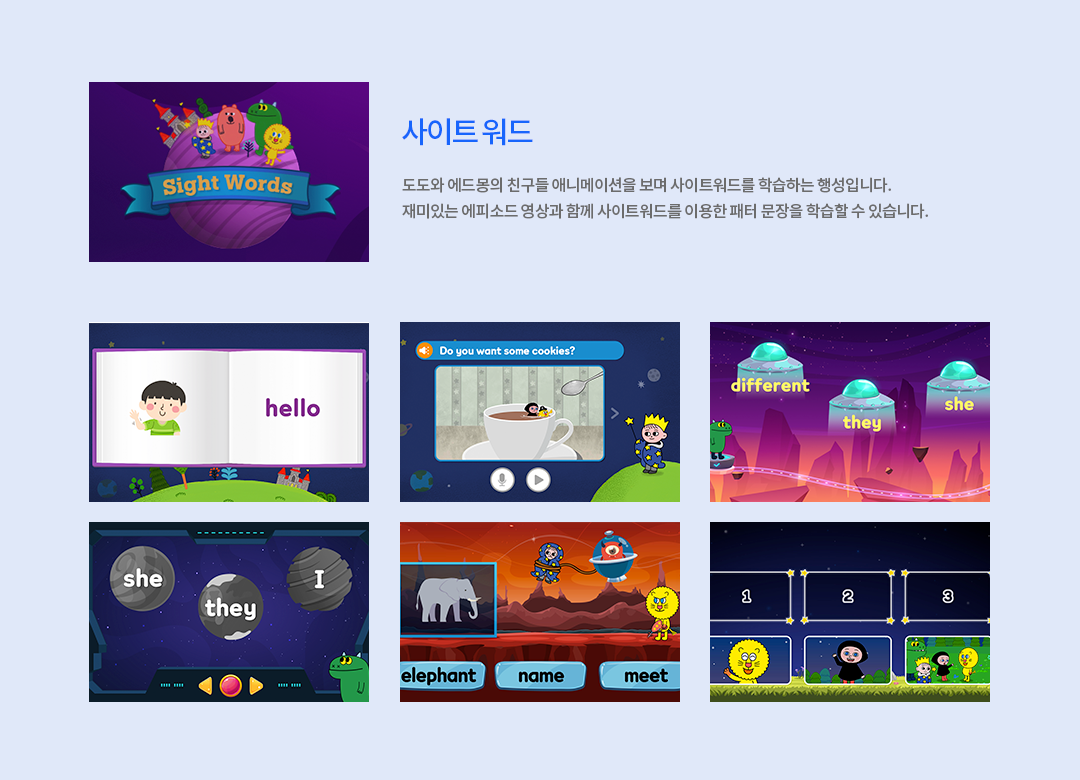 Sight Words
사이트 워드
도도와 에드몽의 친구들 애니메이션을 보며 사이트워드를 학습하는 행성입니다.
재미있는 에피소드 영상과 함께 사이트워드를 이용한 패터 문장을 학습할 수 있습니다.
hello
Do you want some cookies?
different
they
she
she
they
I
elephant
name
meet
1
2
3